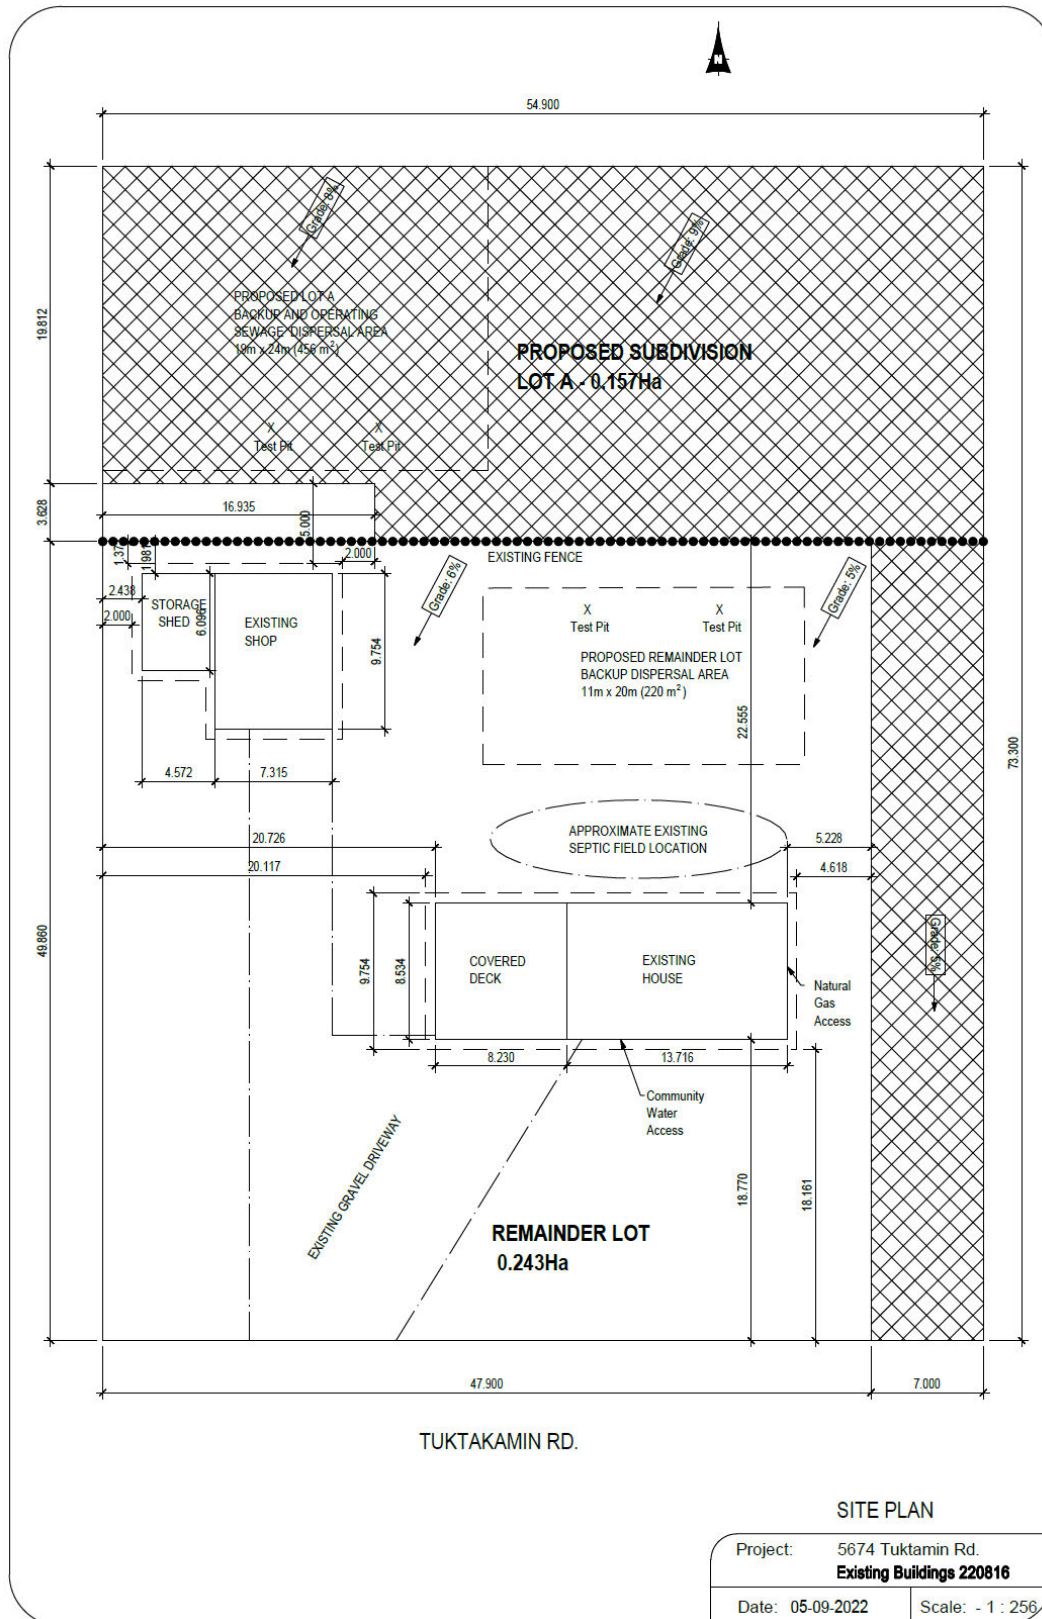 N
54.900
Grade: 8%
Grade: 9%
19.812
PROPOSED LOT A
BACKUP AND OPERATING
SEWAGE DISPERSAL AREA
19m x 24m (456 m²)
PROPOSED SUBDIVISION
LOT A - 0.157Ha
X
Test Pit
X
Test Pit
3.628
16.935
5.000
EXISTING FENCE
1.981
2.000
Grade: 6%
Grade: 5%
2.438
2.000
STORAGE
SHED
6.096
EXISTING
SHOP
9.754
X
Test Pit
X
Test Pit
PROPOSED REMAINDER LOT
BACKUP DISPERSAL AREA
11m x 20m (220 m²)
22.555
73.300
4.572
7.315
20.726
APPROXIMATE EXISTING
SEPTIC FIELD LOCATION
5.228
20.117
4.618
49.860
9.754
8.534
COVERED
DECK
EXISTING
HOUSE
Grade: 5%
Natural
Gas
Access
8.230
13.716
Community
Water
Access
EXISTING GRAVEL DRIVEWAY
18.770
18.161
REMAINDER LOT
0.243Ha
47.900
7.000
TUKTAKAMIN RD.
SITE PLAN
Project: 5674 Tuktamin Rd.
Existing Buildings 220816
Date: 05-09-2022
Scale: - 1 : 256